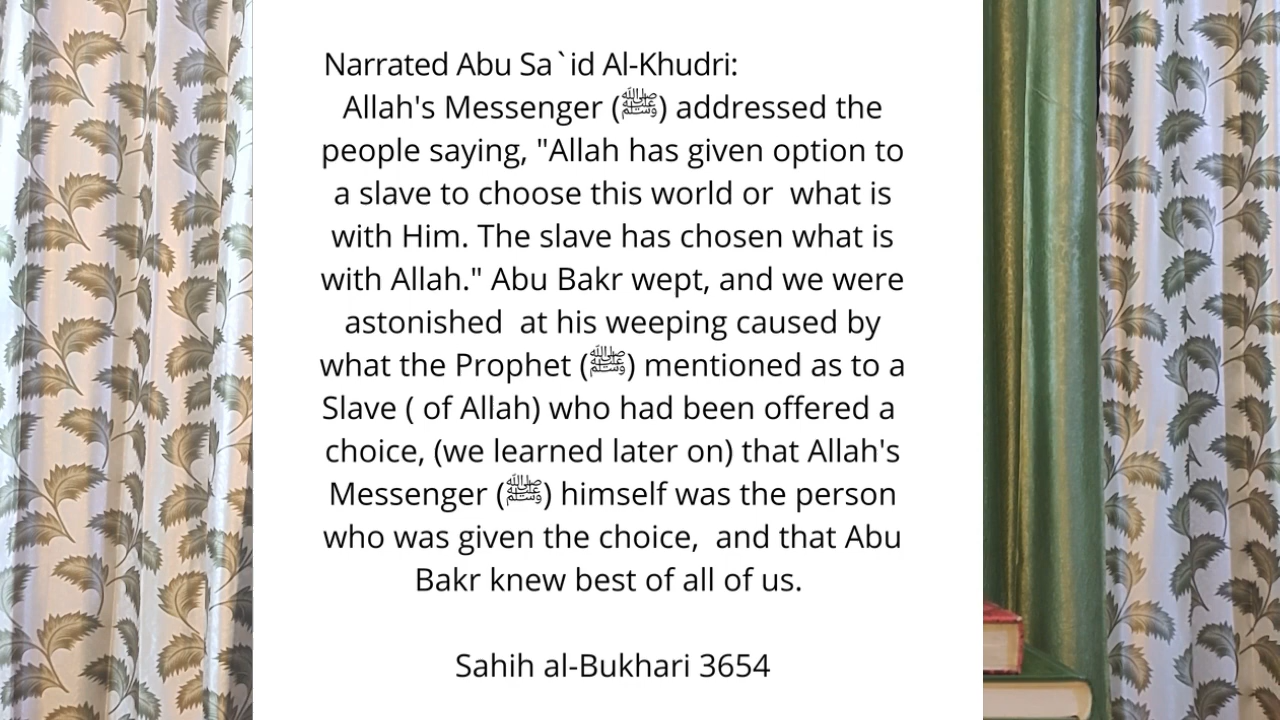 Narrated Abu Sa`id Al-Khudri:
Allah's Messenger (ﷺ) addressed the
people saying, "Allah has given option to
a slave to choose this world or  what is
with Him. The slave has chosen what is
with Allah." Abu Bakr wept, and we were
astonished  at his weeping caused by
what the Prophet (ﷺ) mentioned as to a
Slave ( of Allah) who had been offered a
choice, (we learned later on) that Allah's
Messenger (ﷺ) himself was the person
who was given the choice,  and that Abu
Bakr knew best of all of us.
Sahih al-Bukhari 3654